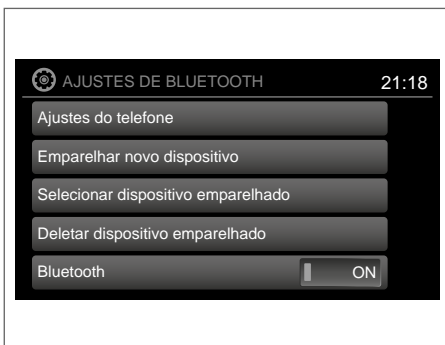 AJUSTES DE BLUETOOTH 21:18
Ajustes do telefone
Emparelhar novo dispositivo
Selecionar dispositivo emparelhado
Deletar dispositivo emparelhado
Bluetooth ON